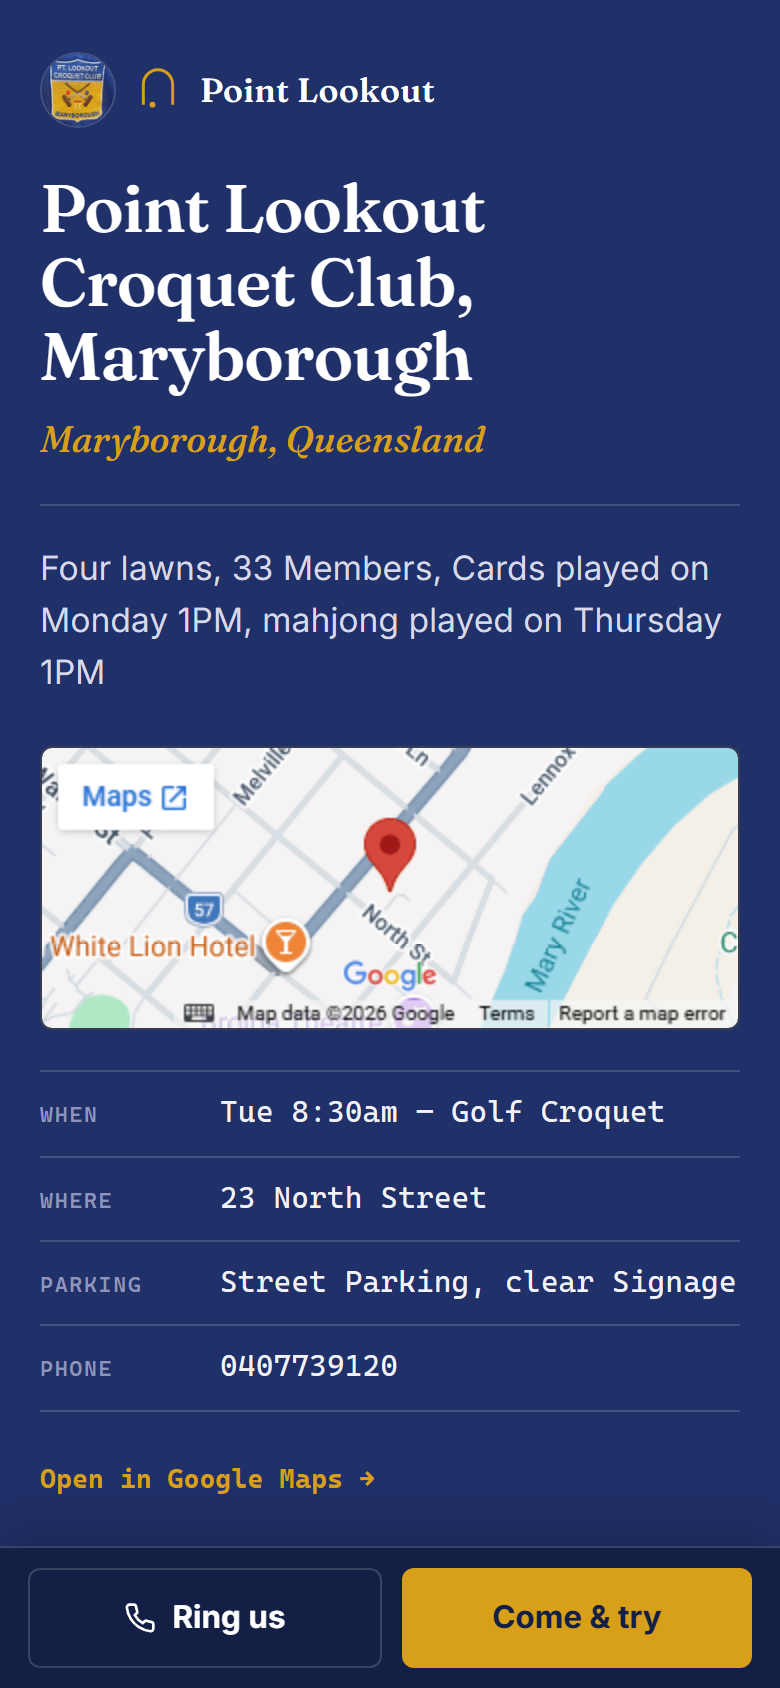 PT. LOOKOUT
CROQUET CLUB
MARYBOROUGH
Point Lookout
Point Lookout
Croquet Club,
Maryborough
Maryborough, Queensland
Four lawns, 33 Members, Cards played on
Monday 1PM, mahjong played on Thursday
1PM
Maps
Melville
Ln
Lennox
St
57
White Lion Hotel
North St
Mary River
C
Google
Map data ©2026 Google
Terms
Report a map error
WHEN
Tue 8:30am — Golf Croquet
WHERE
23 North Street
PARKING
Street Parking, clear Signage
PHONE
0407739120
Open in Google Maps →
Ring us
Come & try